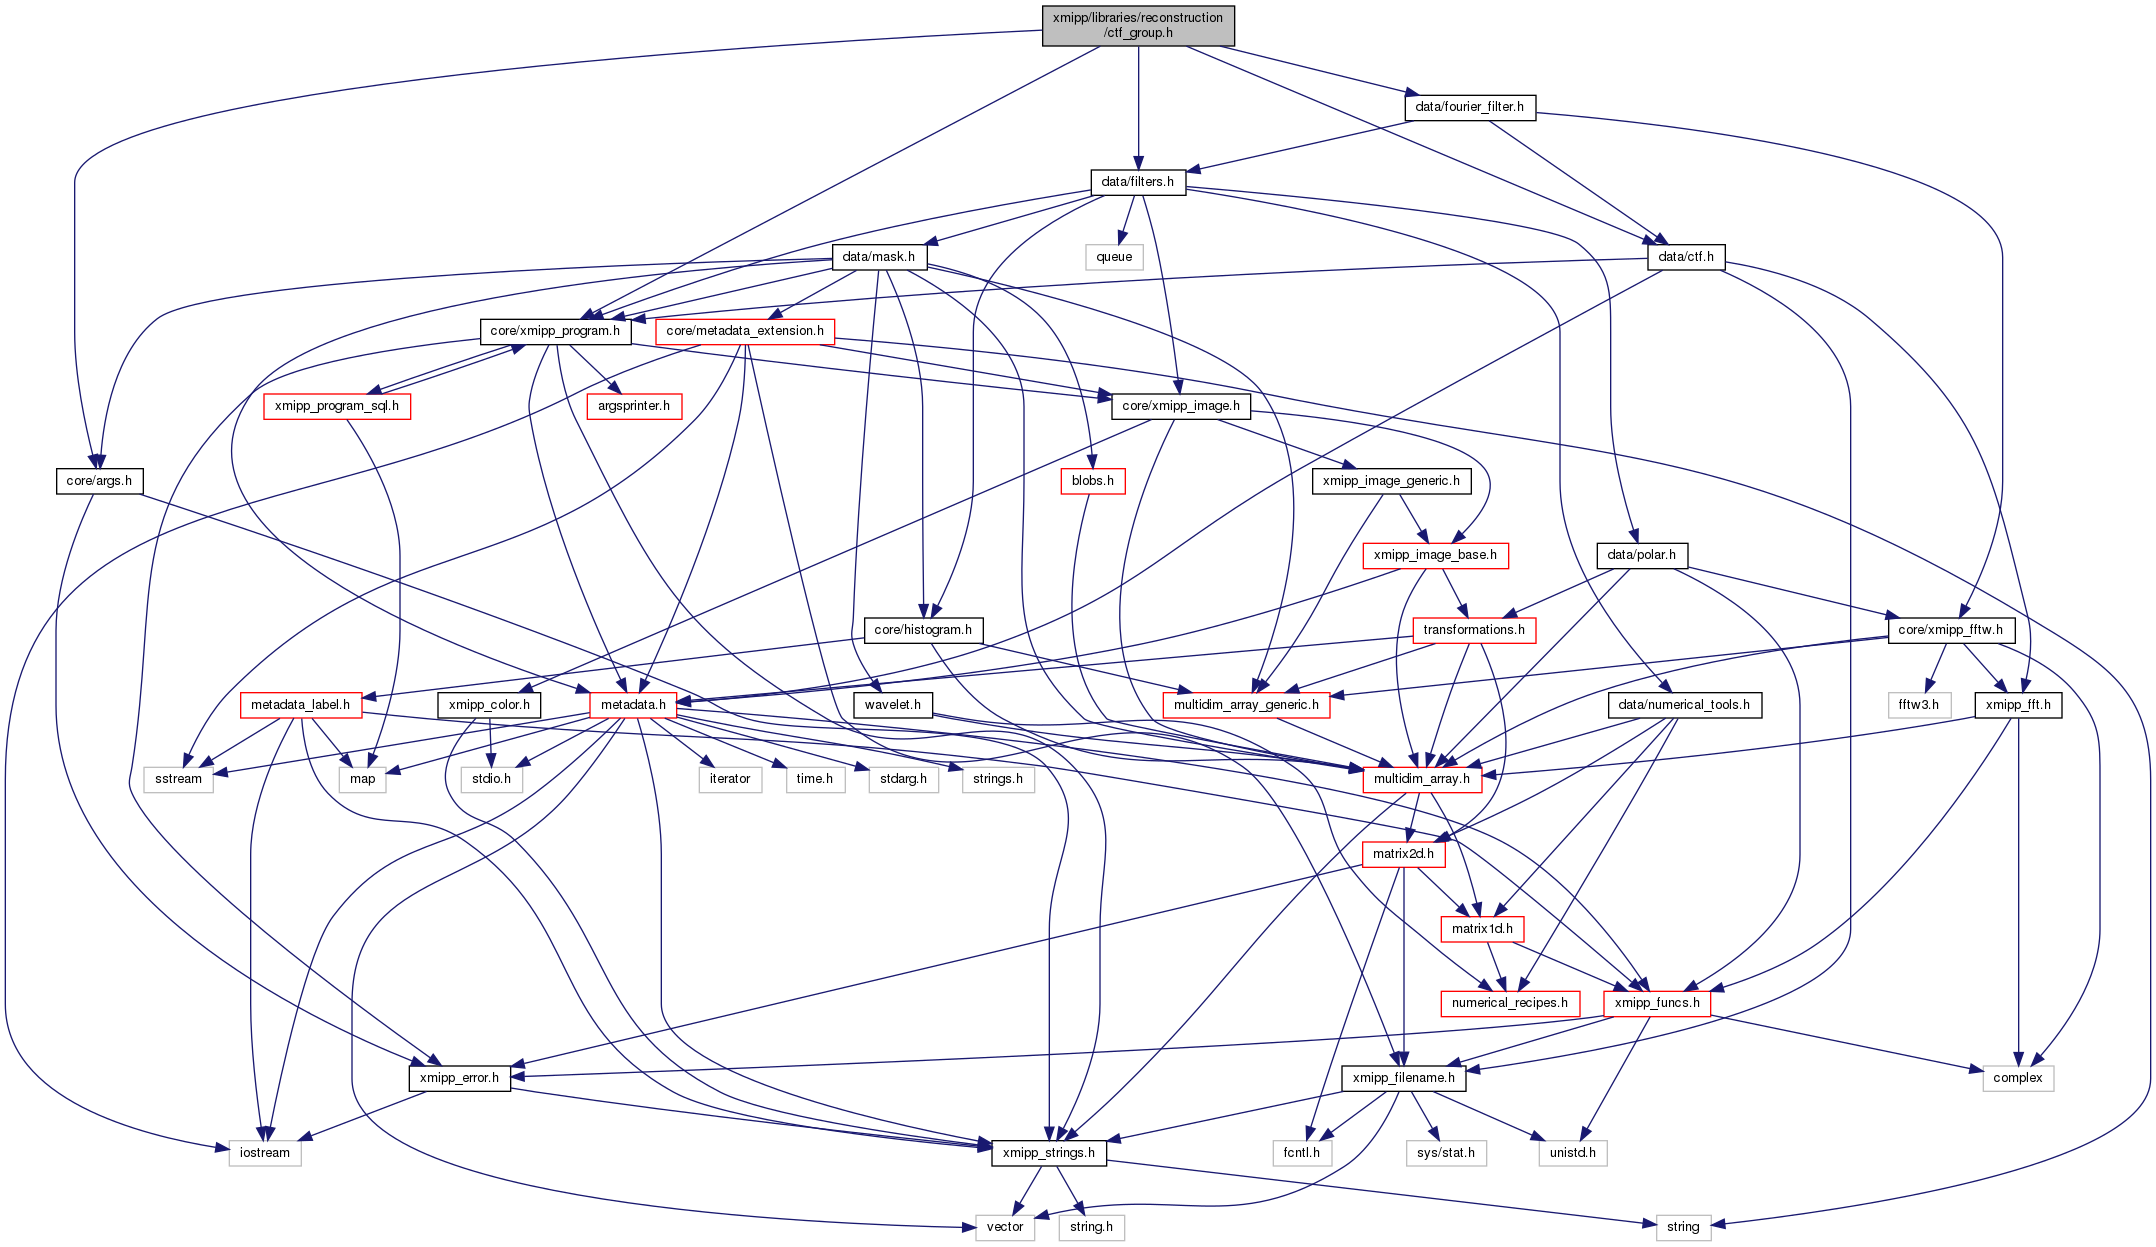 xmipp/libraries/reconstruction
/ctf_group.h
data/fourier_filter.h
data/filters.h
data/mask.h
queue
data/ctf.h
core/xmipp_program.h
core/metadata_extension.h
xmipp_program_sql.h
argsprinter.h
core/xmipp_image.h
core/args.h
blobs.h
xmipp_image_generic.h
xmipp_image_base.h
data/polar.h
core/histogram.h
transformations.h
core/xmipp_fftw.h
metadata_label.h
xmipp_color.h
metadata.h
wavelet.h
multidim_array_generic.h
data/numerical_tools.h
fftw3.h
xmipp_fft.h
sstream
map
stdio.h
iterator
time.h
stdarg.h
strings.h
multidim_array.h
matrix2d.h
matrix1d.h
numerical_recipes.h
xmipp_funcs.h
xmipp_error.h
xmipp_filename.h
complex
iostream
xmipp_strings.h
fcntl.h
sys/stat.h
unistd.h
vector
string.h
string